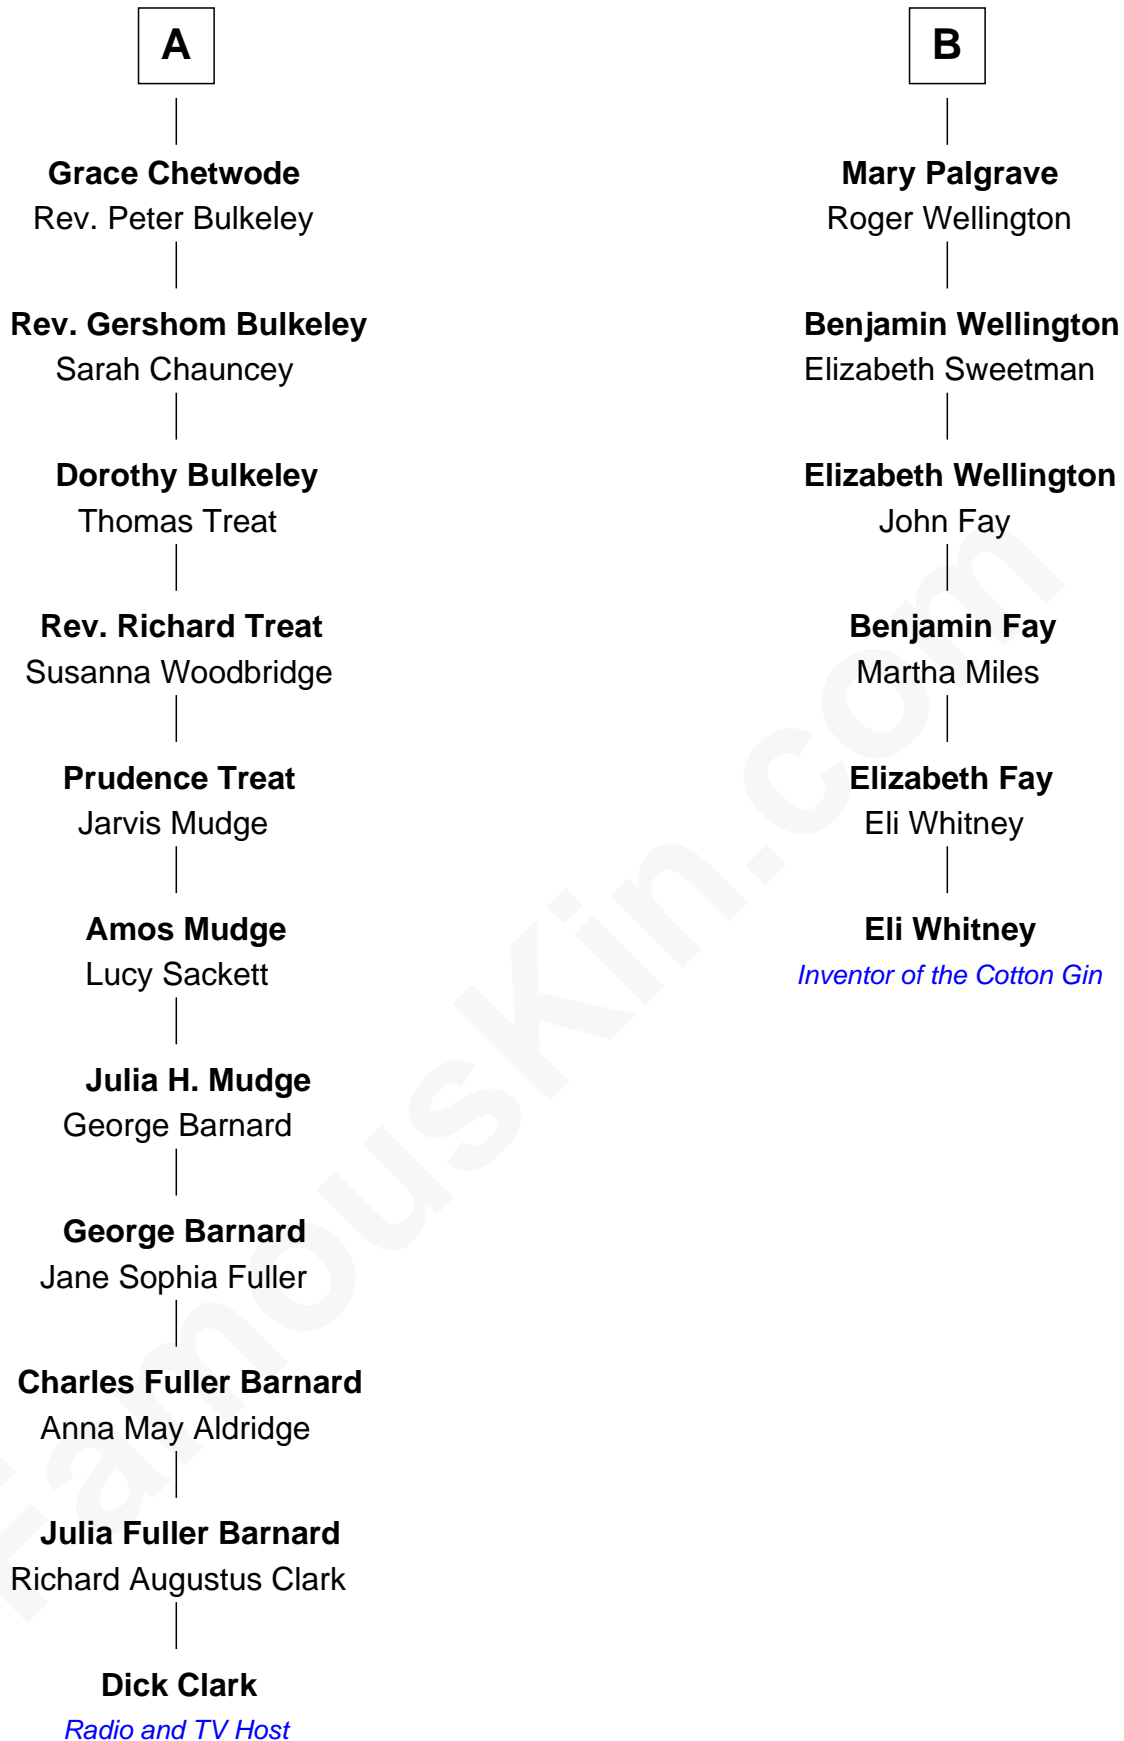 A
Grace Chetwode
Rev. Peter Bulkeley
Rev. Gershom Bulkeley
Sarah Chauncey
Dorothy Bulkeley
Thomas Treat
Rev. Richard Treat
Susanna Woodbridge
Prudence Treat
Jarvis Mudge
Amos Mudge
Lucy Sackett
Julia H. Mudge
George Barnard
George Barnard
Jane Sophia Fuller
Charles Fuller Barnard
Anna May Aldridge
Julia Fuller Barnard
Richard Augustus Clark
Dick Clark
Radio and TV Host
B
Mary Palgrave
Roger Wellington
Benjamin Wellington
Elizabeth Sweetman
Elizabeth Wellington
John Fay
Benjamin Fay
Martha Miles
Elizabeth Fay
Eli Whitney
Eli Whitney
Inventor of the Cotton Gin
FamousKin.com